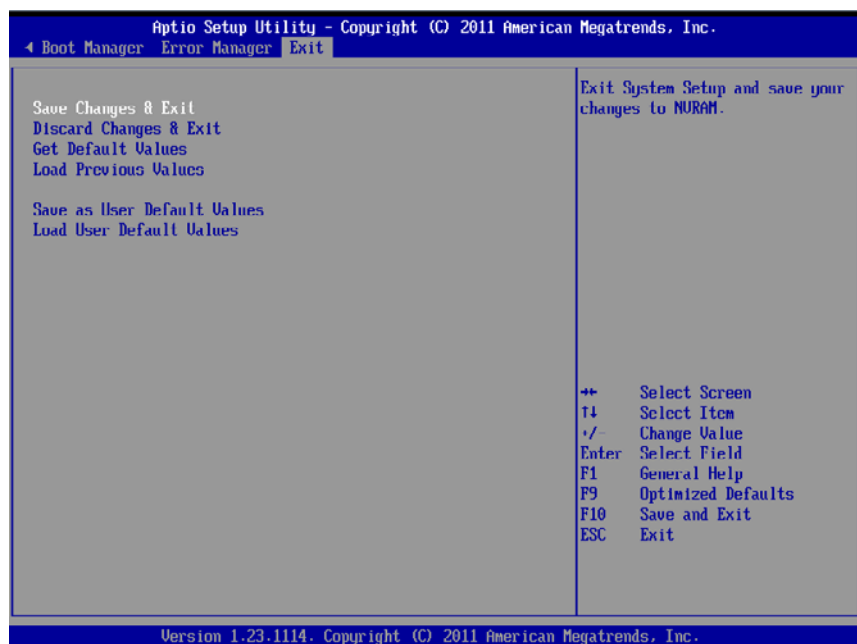 Aptio Setup Utility - Copyright (C) 2011 American Megatrends, Inc.
◄ Boot Manager Error Manager Exit
Save Changes & Exit
Discard Changes & Exit
Get Default Values
Load Previous Values
Save as User Default Values
Load User Default Values
Exit System Setup and save your
changes to NVRAM.
→← Select Screen
↑↓ Select Item
+/- Change Value
Enter Select Field
F1 General Help
F9 Optimized Defaults
F10 Save and Exit
ESC Exit
Version 1.23.1114. Copyright (C) 2011 American Megatrends, Inc.